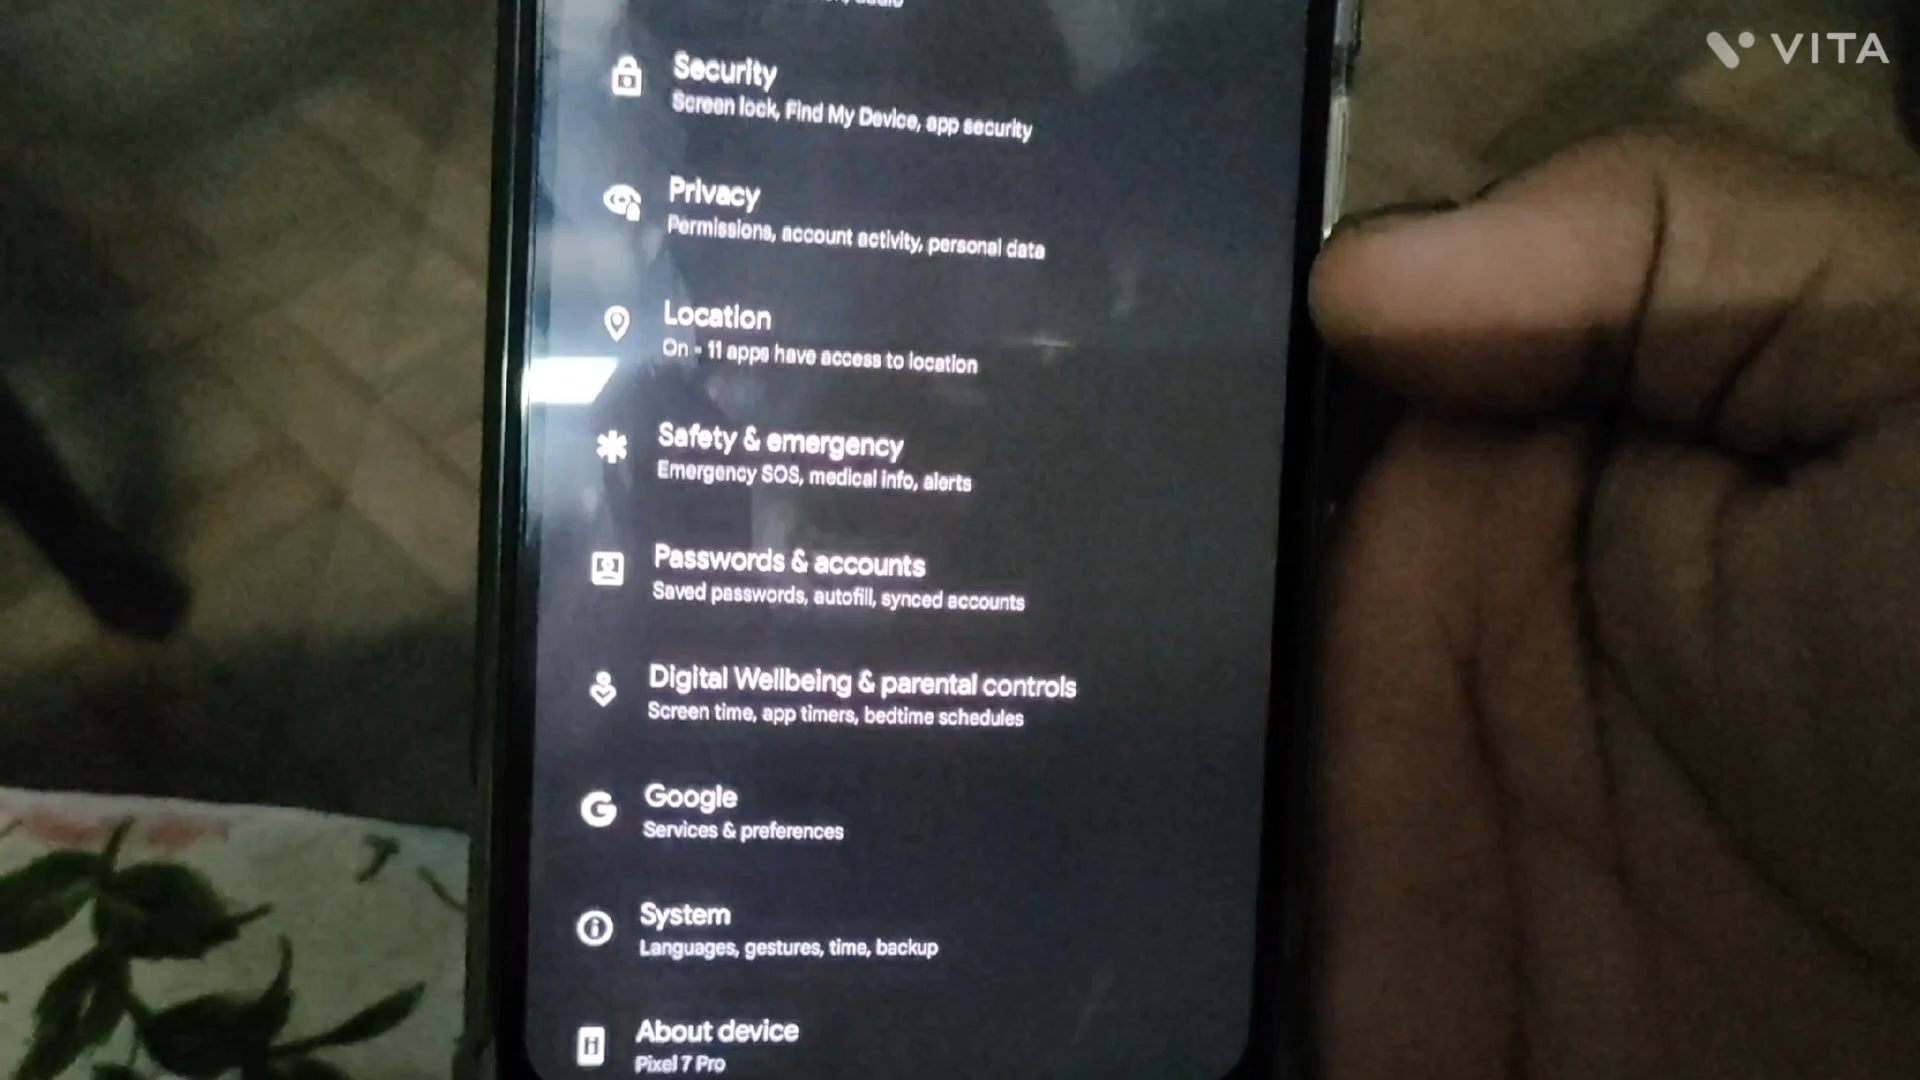 VITA
Security
Screen lock, Find My Device, app security
Privacy
Permissions, account activity, personal data
Location
On • 11 apps have access to location
Safety & emergency
Emergency SOS, medical info, alerts
Passwords & accounts
Saved passwords, autofill, synced accounts
Digital Wellbeing & parental controls
Screen time, app timers, bedtime schedules
Google
Services & preferences
System
Languages, gestures, time, backup
About device
Pixel 7 Pro